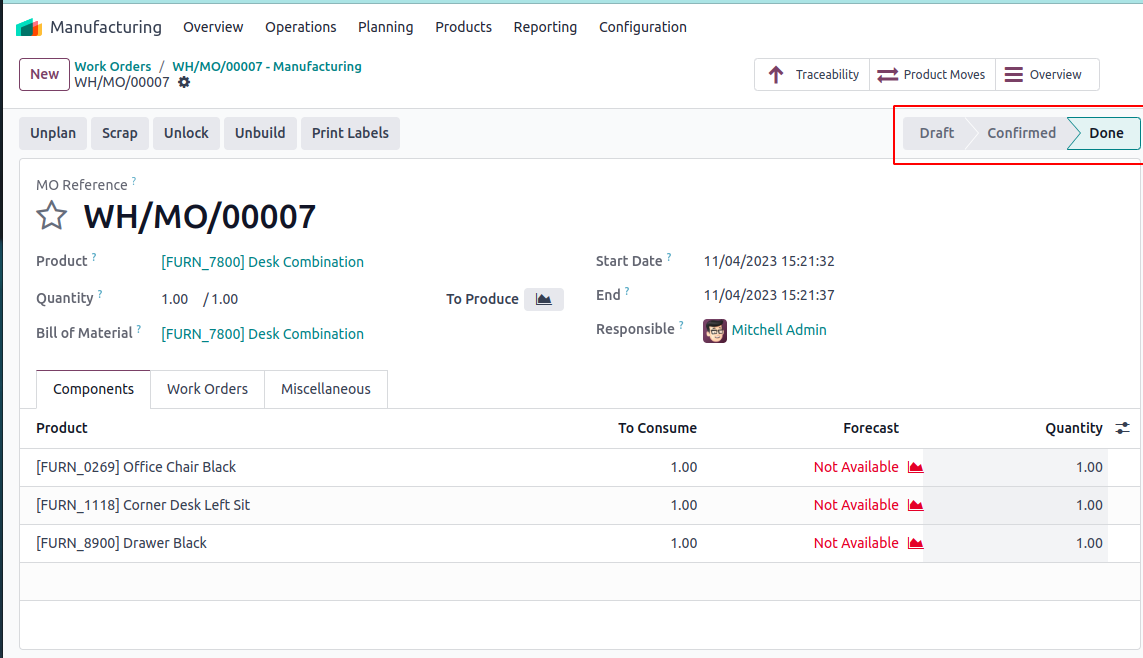 Manufacturing Overview Operations Planning Products Reporting Configuration
New Work Orders / WH/MO/00007 - Manufacturing
WH/MO/00007
Traceability Product Moves Overview
Unplan Scrap Unlock Unbuild Print Labels Draft Confirmed Done
MO Reference ?
WH/MO/00007
Product ? [FURN_7800] Desk Combination
Quantity ? 1.00 / 1.00 To Produce
Bill of Material ? [FURN_7800] Desk Combination
Start Date ? 11/04/2023 15:21:32
End ? 11/04/2023 15:21:37
Responsible ? Mitchell Admin
Components Work Orders Miscellaneous
Product To Consume Forecast Quantity
[FURN_0269] Office Chair Black 1.00 Not Available 1.00
[FURN_1118] Corner Desk Left Sit 1.00 Not Available 1.00
[FURN_8900] Drawer Black 1.00 Not Available 1.00